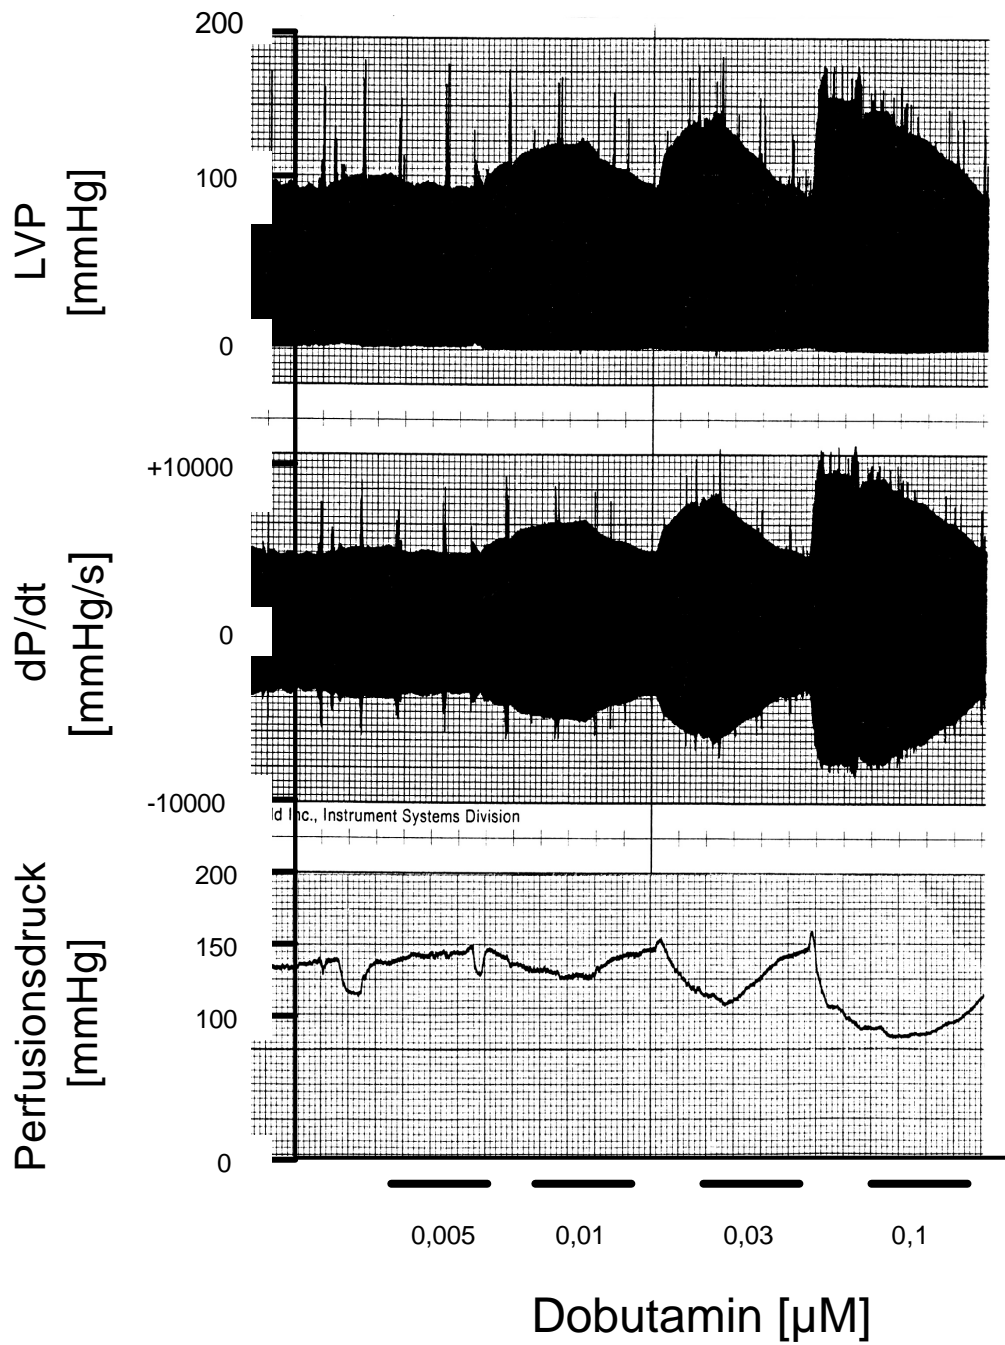 200
LVP
[mmHg]
100
0
+10000
dP/dt
[mmHg/s]
0
-10000
ld Inc., Instrument Systems Division
Perfusionsdruck
[mmHg]
200
150
100
0
0,005 0,01 0,03 0,1
Dobutamin [µM]